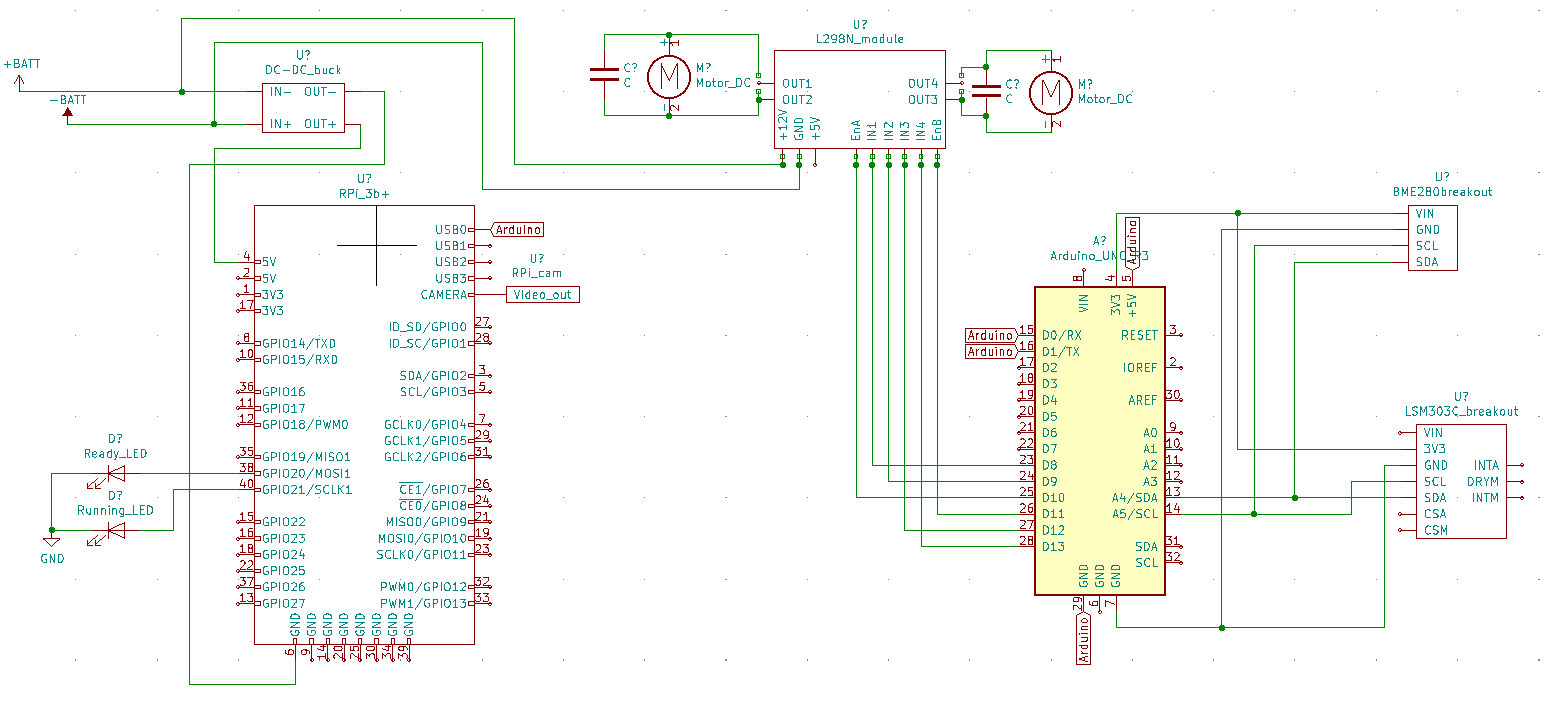 +BATT
-BATT
U?
DC-DC_buck
IN- OUT-
IN+ OUT+
C?
C
M?
Motor_DC
+ 1
- 2
U?
L298N_module
OUT1
OUT2
OUT4
OUT3
+12V
GND
+5V
EnA
IN1
IN2
IN3
IN4
EnB
C?
C
M?
Motor_DC
+ 1
- 2
U?
RPi_3b+
4 5V
2 5V
1 3V3
17 3V3
8 GPIO14/TXD
10 GPIO15/RXD
36 GPIO16
11 GPIO17
12 GPIO18/PWM0
35 GPIO19/MISO1
38 GPIO20/MOSI1
40 GPIO21/SCLK1
15 GPIO22
16 GPIO23
18 GPIO24
22 GPIO25
37 GPIO26
13 GPIO27
USB0
USB1
USB2
USB3
CAMERA
ID_SD/GPIO0 27
ID_SC/GPIO1 28
SDA/GPIO2 3
SCL/GPIO3 5
GCLK0/GPIO4 7
GCLK1/GPIO5 29
GCLK2/GPIO6 31
CE1/GPIO7 26
CE0/GPIO8 24
MISO0/GPIO9 21
MOSI0/GPIO10 19
SCLK0/GPIO11 23
PWM0/GPIO12 32
PWM1/GPIO13 33
GND GND GND GND GND GND GND GND
6 9 14 20 25 30 34 39
Arduino
U?
RPi_cam
Video_out
D?
Ready_LED
D?
Running_LED
GND
A?
Arduino_UNO_R3
Arduino
8 VIN
4 3V3
5 +5V
Arduino
Arduino
15 D0/RX
16 D1/TX
17 D2
18 D3
19 D4
20 D5
21 D6
22 D7
23 D8
24 D9
25 D10
26 D11
27 D12
28 D13
RESET 3
IOREF 2
AREF 30
A0 9
A1 10
A2 11
A3 12
A4/SDA 13
A5/SCL 14
SDA 31
SCL 32
GND GND GND
29 6 7
Arduino
U?
BME280breakout
VIN
GND
SCL
SDA
U?
LSM303C_breakout
VIN
3V3
GND
SCL
SDA
CSA
CSM
INTA
DRYM
INTM